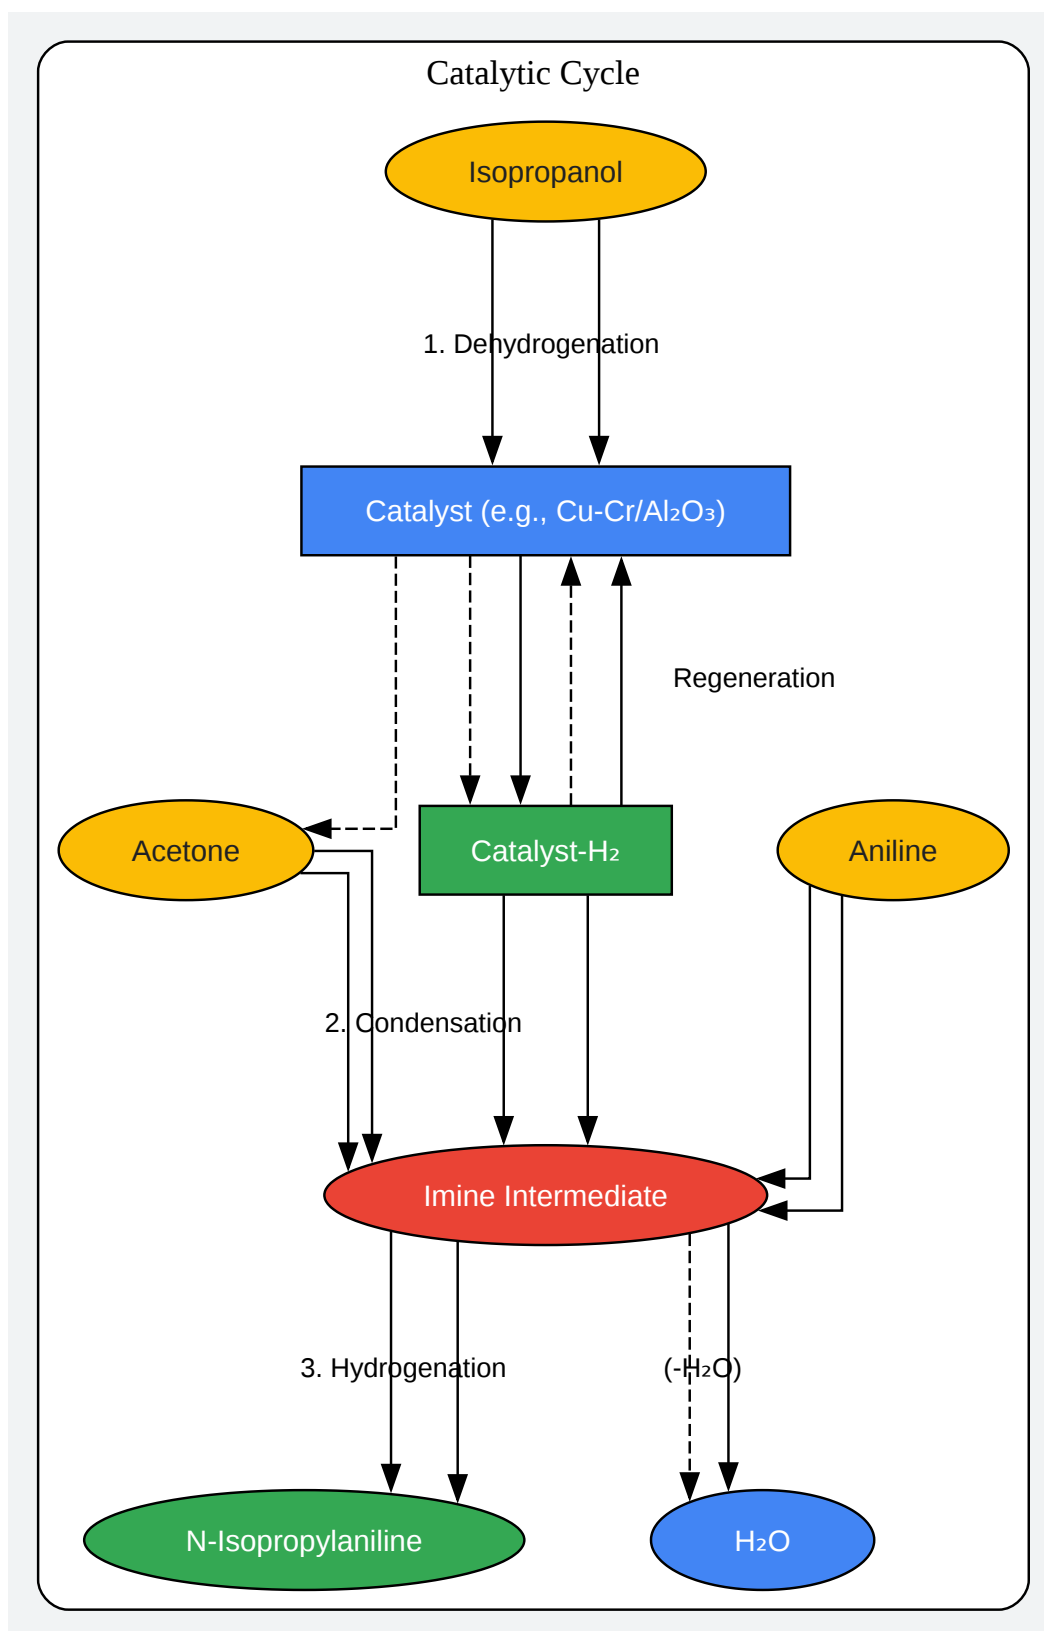 Catalytic Cycle
Isopropanol
1. Dehydrogenation
Catalyst (e.g., Cu-Cr/Al₂O₃)
Regeneration
Acetone
Catalyst-H₂
Aniline
2. Condensation
Imine Intermediate
3. Hydrogenation
(-H₂O)
N-Isopropylaniline
H₂O